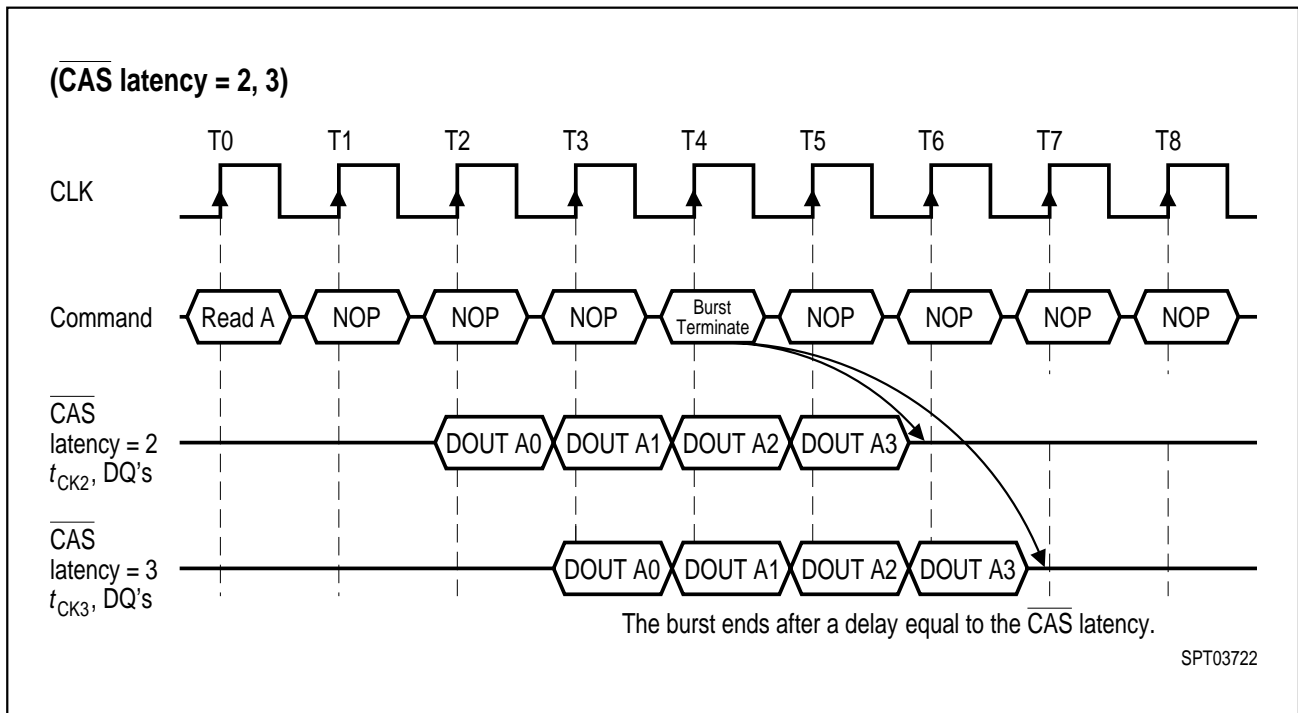 (CAS latency = 2, 3)
T0 T1 T2 T3 T4 T5 T6 T7 T8
CLK
Command Read A NOP NOP NOP Burst Terminate NOP NOP NOP NOP
CAS
latency = 2
tCK2, DQ's
DOUT A0 DOUT A1 DOUT A2 DOUT A3
CAS
latency = 3
tCK3, DQ's
DOUT A0 DOUT A1 DOUT A2 DOUT A3
The burst ends after a delay equal to the CAS latency.
SPT03722